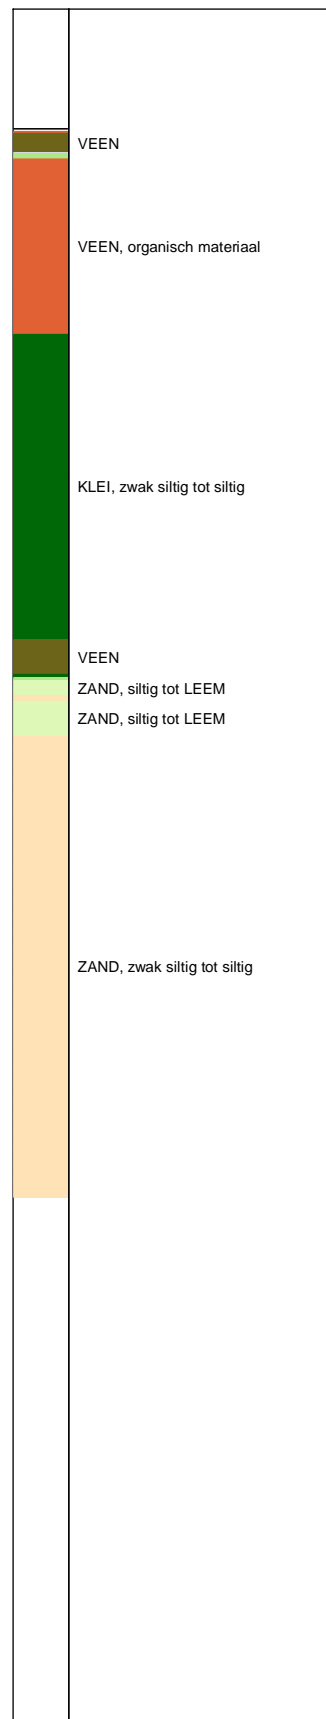 VEEN
VEEN, organisch materiaal
KLEI, zwak siltig tot siltig
VEEN
ZAND, siltig tot LEEM
ZAND, siltig tot LEEM
ZAND, zwak siltig tot siltig